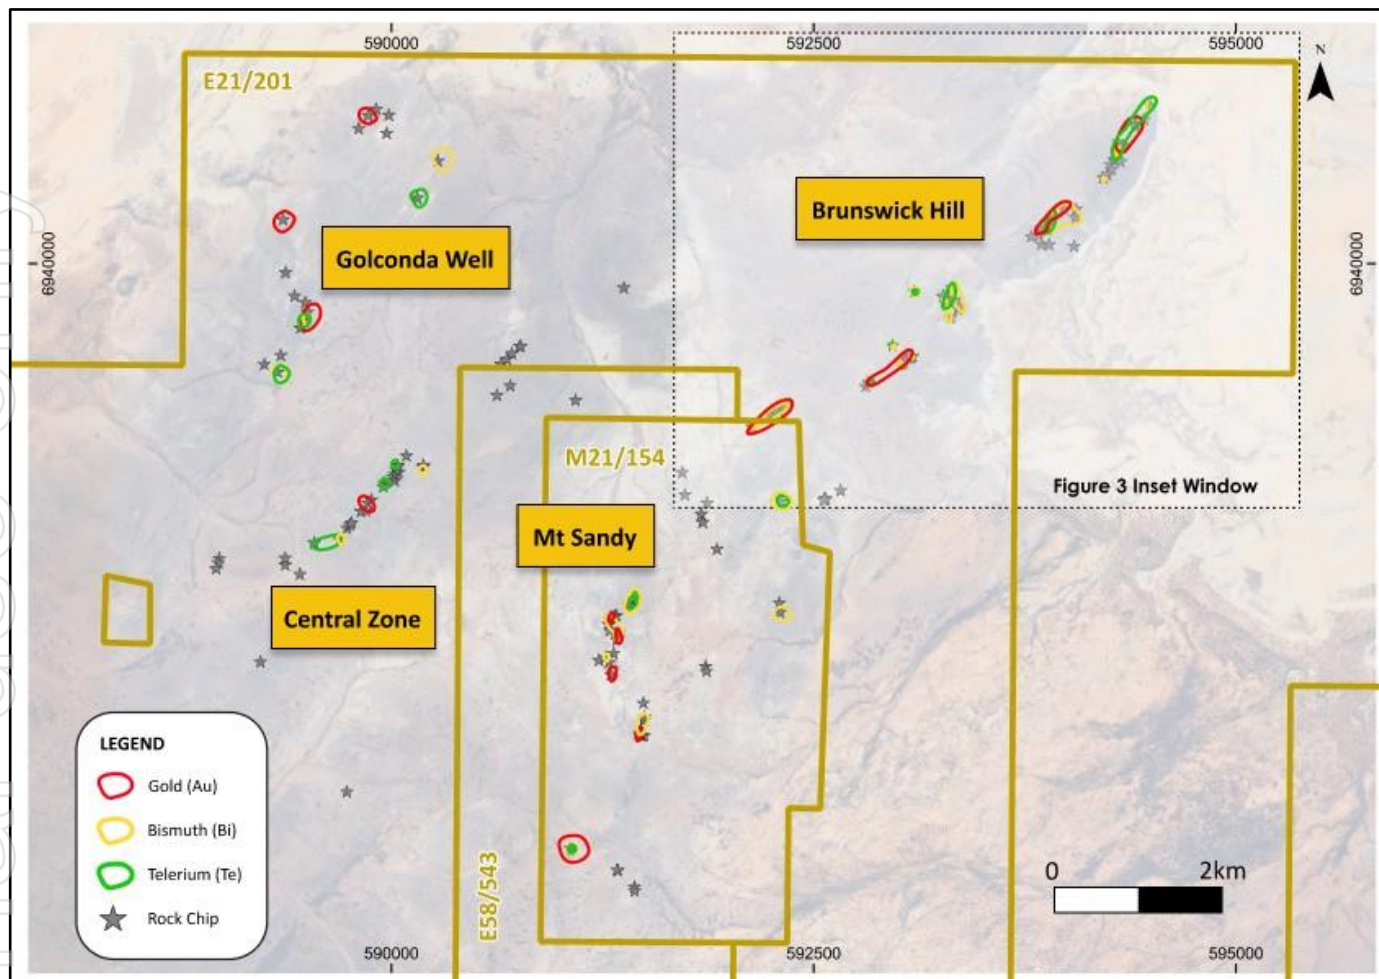 590000
592500
595000
N
E21/201
Brunswick Hill
Golconda Well
6940000
6940000
M21/154
Figure 3 Inset Window
Mt Sandy
Central Zone
LEGEND
Gold (Au)
Bismuth (Bi)
Telerium (Te)
Rock Chip
E58/543
0 2km
590000
592500
595000